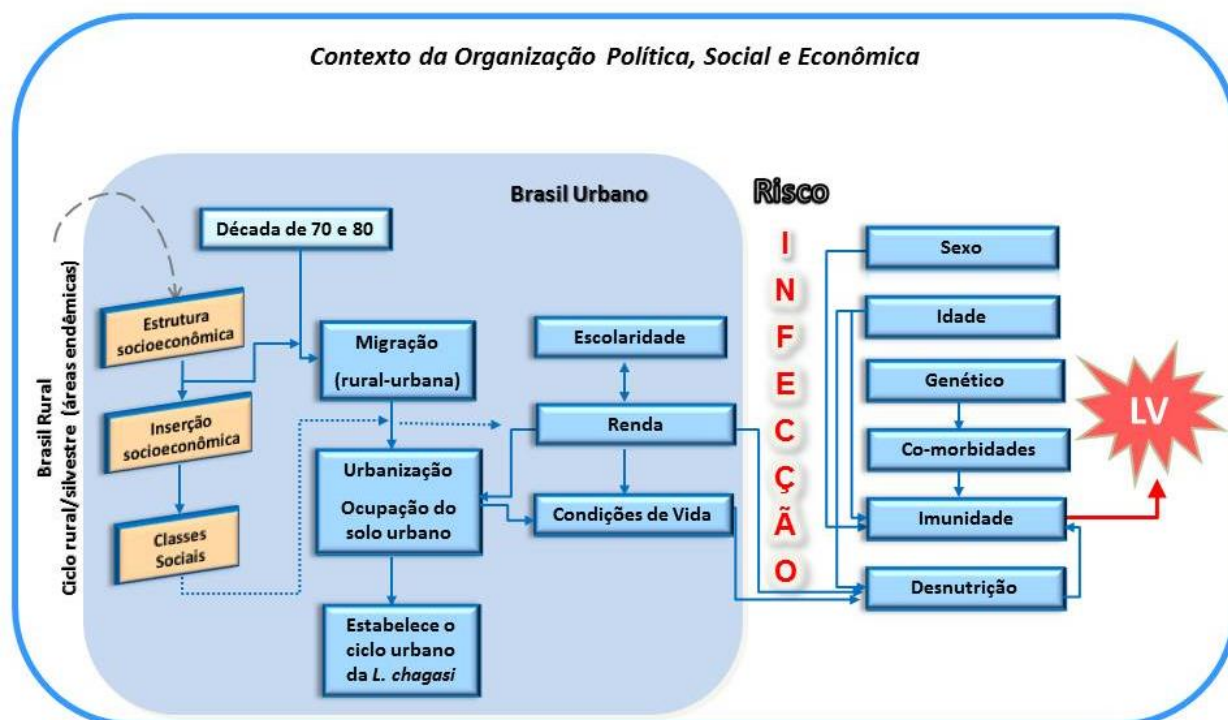 Contexto da Organização Política, Social e Econômica
Brasil Rural
Ciclo rural/silvestre (áreas endêmicas)
Brasil Urbano
Década de 70 e 80
Estrutura
socioeconômica
Inserção
socioeconômica
Classes
Sociais
Migração
(rural-urbana)
Urbanização
Ocupação do
solo urbano
Estabelece o
ciclo urbano
da L. chagasi
Escolaridade
Renda
Condições de Vida
Risco
I
N
F
E
C
Ç
Ã
O
Sexo
Idade
Genético
Co-morbidades
Imunidade
Desnutrição
LV